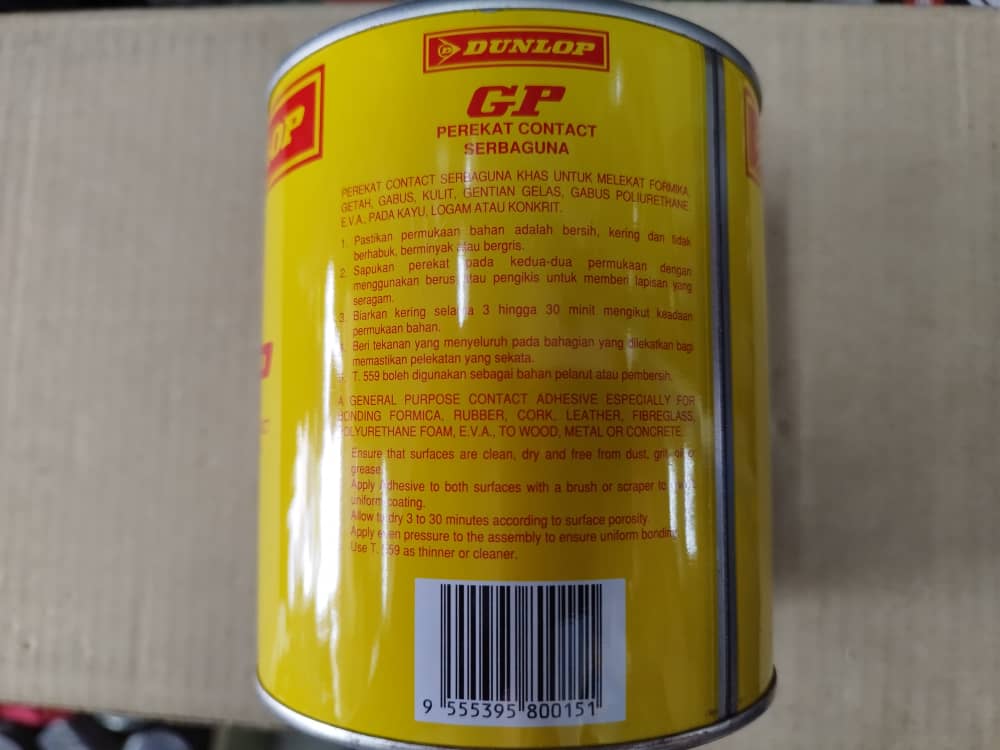 DUNLOP
GP
PEREKAT CONTACT
SERBAGUNA
PEREKAT CONTACT SERBAGUNA KHAS UNTUK MELEKAT FORMIKA,
GETAH, GABUS, KULIT, GENTIAN GELAS, GABUS POLIURETHANE
E.V.A. PADA KAYU, LOGAM ATAU KONKRIT.
1. Pastikan permukaan bahan adalah bersih, kering dan tidak
berhabuk, berminyak atau bergris.
2. Sapukan perekat pada kedua-dua permukaan dengan
menggunakan berus atau pengikis untuk memberi lapisan yang
seragam.
3. Biarkan kering selama 3 hingga 30 minit mengikut keadaan
permukaan bahan.
Beri tekanan yang menyeluruh pada bahagian yang dilekatkan bagi
memastikan pelekatan yang sekata.
T. 559 boleh digunakan sebagai bahan pelarut atau pembersih.
A GENERAL PURPOSE CONTACT ADHESIVE ESPECIALLY FOR
BONDING FORMICA, RUBBER, CORK, LEATHER, FIBREGLASS,
POLYURETHANE FOAM, E.V.A., TO WOOD, METAL OR CONCRETE.
Ensure that surfaces are clean, dry and free from dust, grit, oil or
grease.
Apply Adhesive to both surfaces with a brush or scraper to
uniform coating.
Allow to dry 3 to 30 minutes according to surface porosity.
Apply even pressure to the assembly to ensure uniform bonding.
Use T. 559 as thinner or cleaner.
9 555395 800151